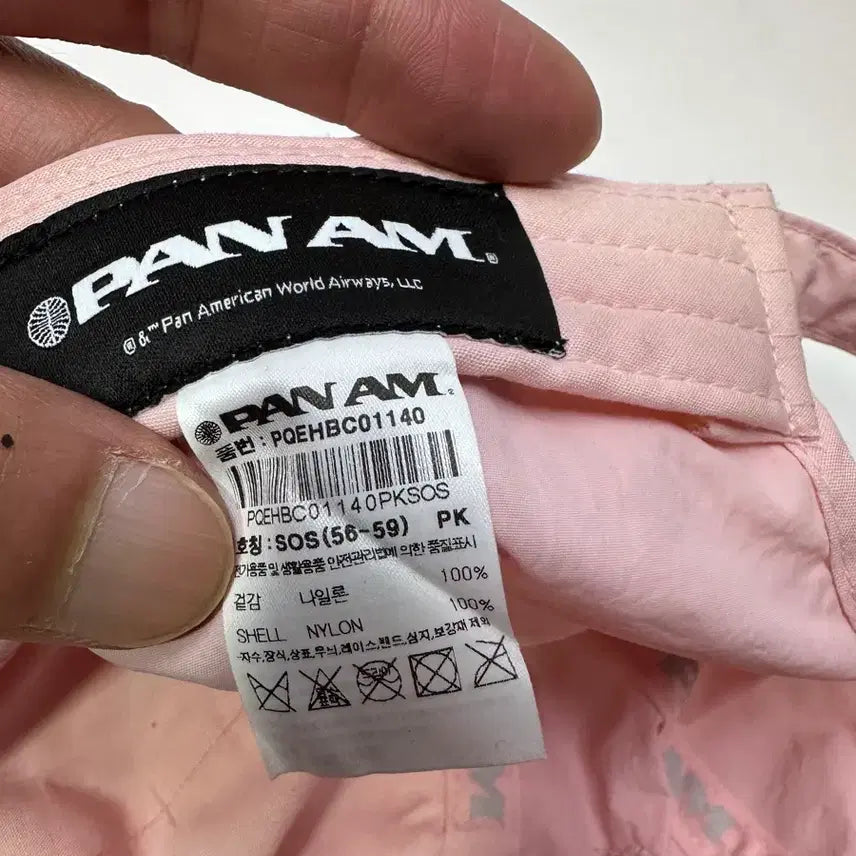 PAN AM®
®&™ Pan American World Airways, LLC
PAN AM
품번 : PQEHBC01140
PQEHBC01140PKSOS
호칭 : SOS(56-59) PK
전기용품 및 생활용품 안전관리법에 의한 품질표시
100%
겉감 나일론
100%
SHELL NYLON
-자수,장식,상표,무늬,레이스,밴드,심지,보강재 제외
드라이